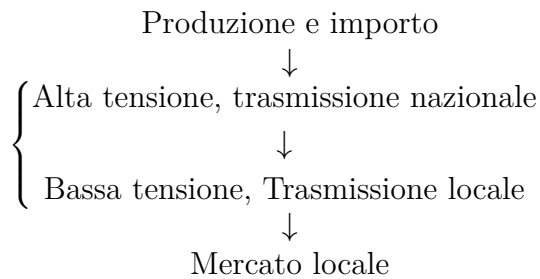 Produzione e importo
↓
Alta tensione, trasmissione nazionale
↓
Bassa tensione, Trasmissione locale
↓
Mercato locale